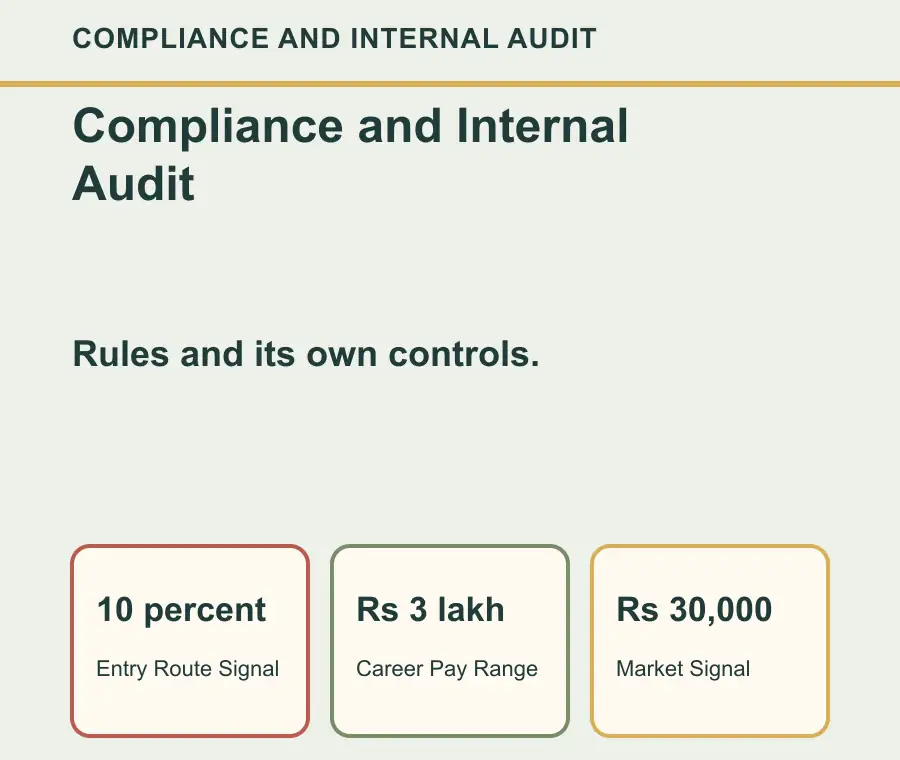 COMPLIANCE AND INTERNAL AUDIT
Compliance and Internal
Audit
Rules and its own controls.
10 percent
Entry Route Signal
Rs 3 lakh
Career Pay Range
Rs 30,000
Market Signal